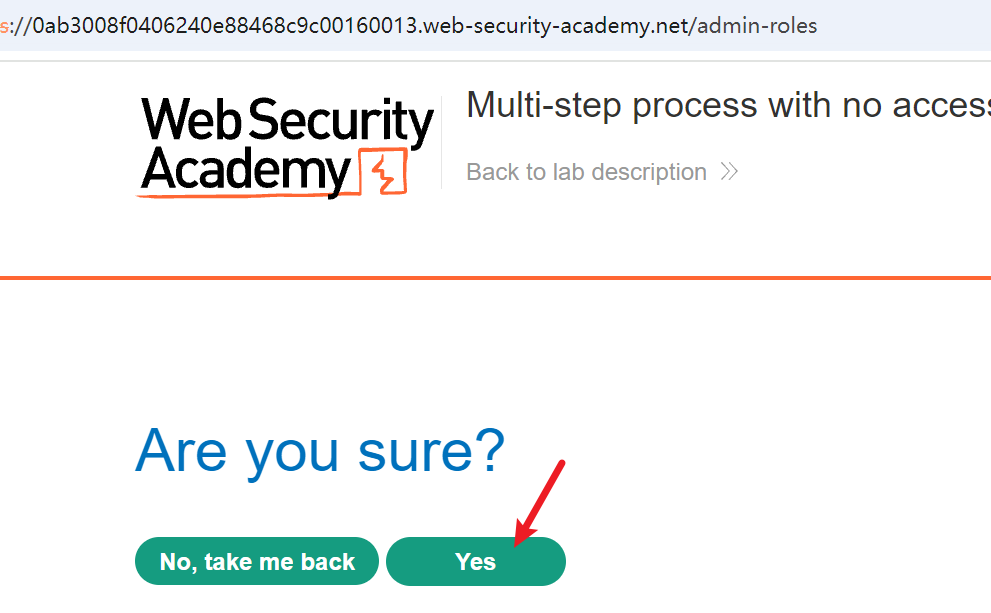 s://0ab3008f0406240e88468c9c00160013.web-security-academy.net/admin-roles
Web Security
Academy
Multi-step process with no access
Back to lab description
Are you sure?
No, take me back
Yes